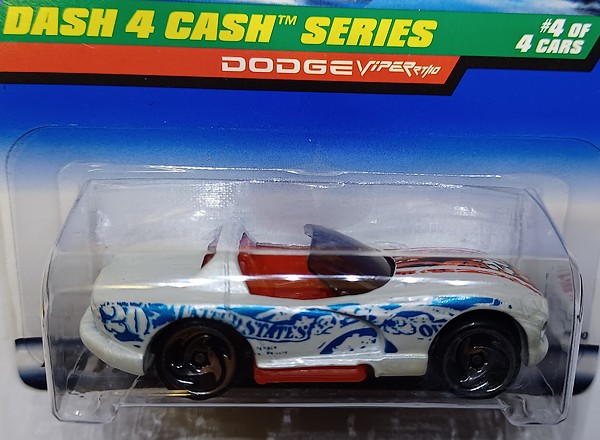 DASH 4 CASH™ SERIES
#4 OF
4 CARS
DODGE VIPER RT/10
20 UNITED STATES